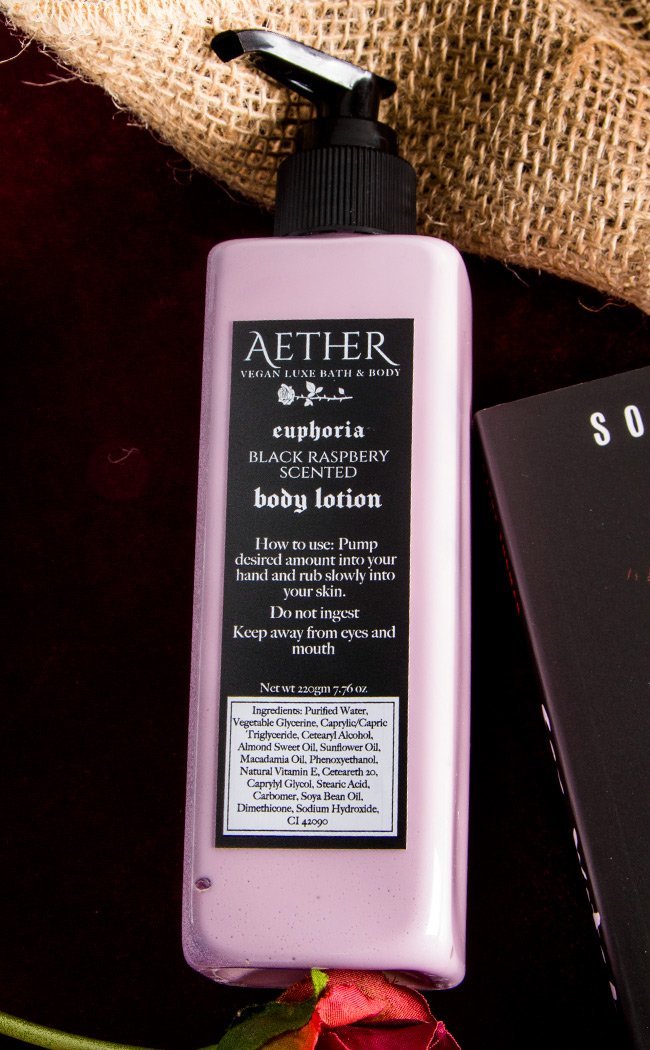 AETHER
VEGAN LUXE BATH & BODY
euphoria
BLACK RASPBERY
SCENTED
body lotion
How to use: Pump
desired amount into your
hand and rub slowly into
your skin.
Do not ingest
Keep away from eyes and
mouth
Net wt 220gm 7.76 oz
Ingredients: Purified Water,
Vegetable Glycerine, Caprylic/Capric
Triglyceride, Cetearyl Alcohol,
Almond Sweet Oil, Sunflower Oil,
Macadamia Oil, Phenoxyethanol,
Natural Vitamin E, Ceteareth 20,
Caprylyl Glycol, Stearic Acid,
Carbomer, Soya Bean Oil,
Dimethicone, Sodium Hydroxide,
CI 42090
SO